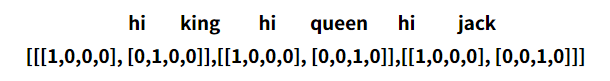 hi king hi queen hi jack
[[[1,0,0,0], [0,1,0,0]],[[1,0,0,0], [0,0,1,0]],[[1,0,0,0], [0,0,1,0]]]